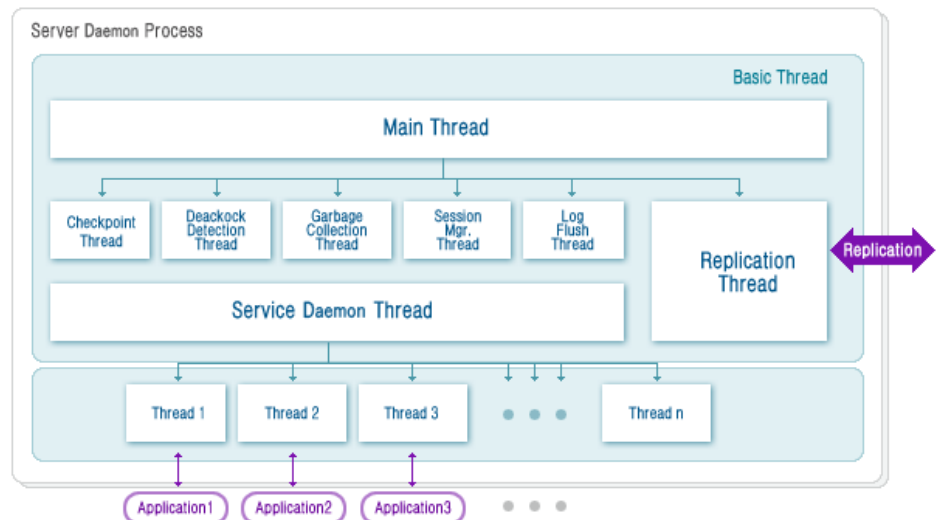 Server Daemon Process
Basic Thread
Main Thread
Checkpoint
Thread
Deackock
Detection
Thread
Garbage
Collection
Thread
Session
Mgr.
Thread
Log
Flush
Thread
Replication
Thread
Replication
Service Daemon Thread
Thread 1
Thread 2
Thread 3
Thread n
Application1
Application2
Application3